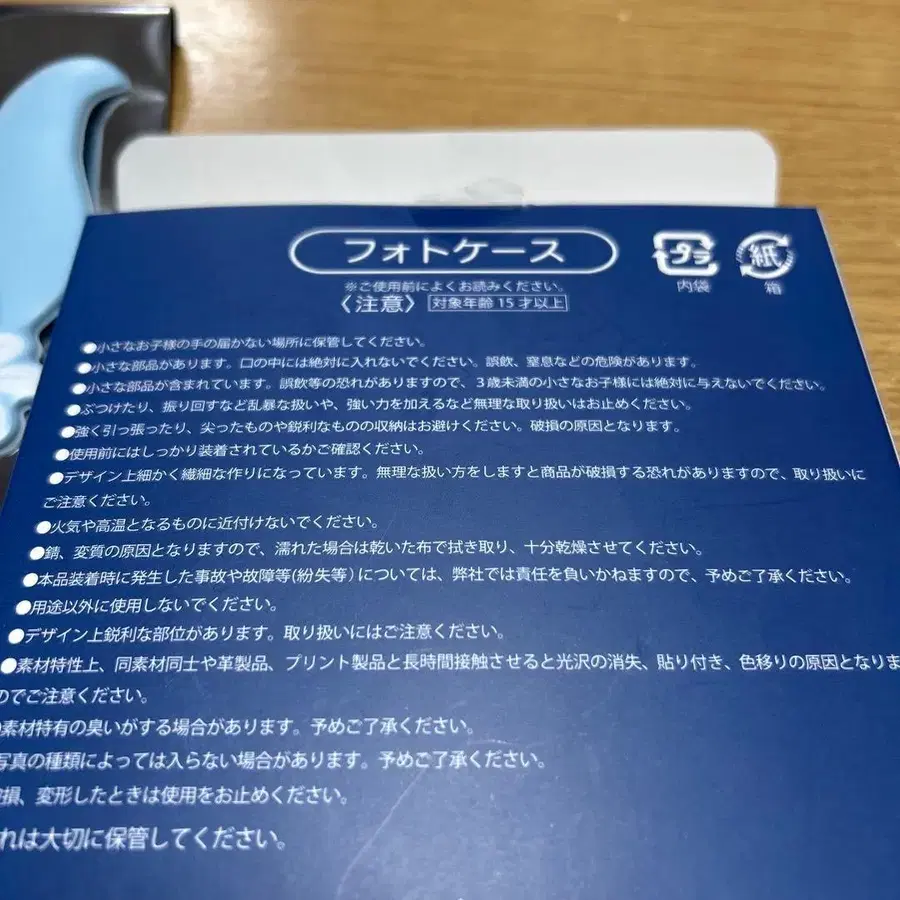 フォトケース
プラ
内袋
紙
箱
※ご使用前によくお読みください。
〈注意〉 対象年齢15才以上
●小さなお子様の手の届かない場所に保管してください。
●小さな部品があります。口の中には絶対に入れないでください。誤飲、窒息などの危険があります。
●小さな部品が含まれています。誤飲等の恐れがありますので、3歳未満の小さなお子様には絶対に与えないでください。
●ぶつけたり、振り回すなど乱暴な扱いや、強い力を加えるなど無理な取り扱いはお止めください。
●強く引っ張ったり、尖ったものや鋭利なものの収納はお避けください。破損の原因となります。
●使用前にはしっかり装着されているかご確認ください。
●デザイン上細かく繊細な作りになっています。無理な扱い方をしますと商品が破損する恐れがありますので、取り扱いに
ご注意ください。
●火気や高温となるものに近付けないでください。
●錆、変質の原因となりますので、濡れた場合は乾いた布で拭き取り、十分乾燥させてください。
●本品装着時に発生した事故や故障等(紛失等)については、弊社では責任を負いかねますので、予めご了承ください。
●用途以外に使用しないでください。
●デザイン上鋭利な部位があります。取り扱いにはご注意ください。
●素材特性上、同素材同士や革製品、プリント製品と長時間接触させると光沢の消失、貼り付き、色移りの原因となりま
のでご注意ください。
素材特有の臭いがする場合があります。予めご了承ください。
写真の種類によっては入らない場合があります。予めご了承ください。
損、変形したときは使用をお止めください。
れは大切に保管してください。